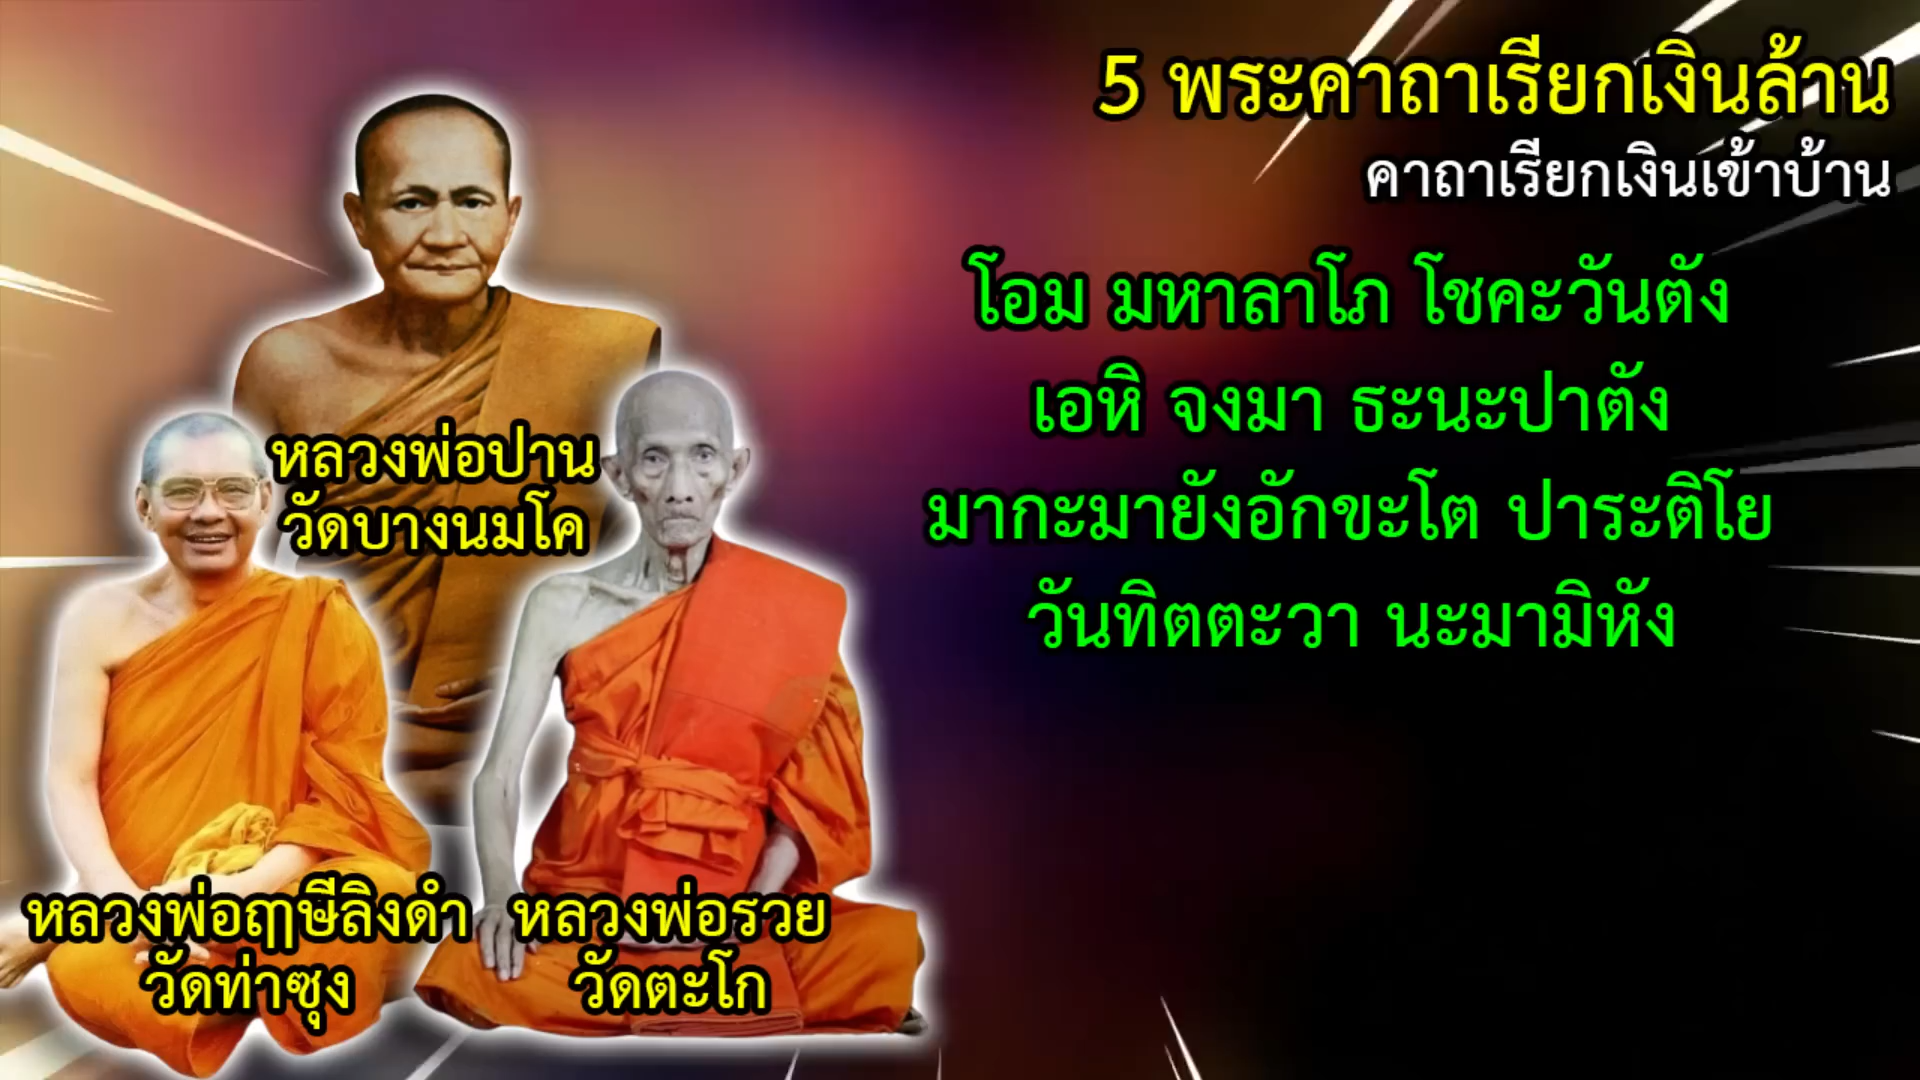 5 พระคาถาเรียกเงินล้าน
คาถาเรียกเงินเข้าบ้าน
โอม มหาลาโภ โชคะวันตัง
เอหิ จงมา ธะนะปาตัง
มากะมายังอักขะโต ปาระติโย
วันทิตตะวา นะมามิหัง
หลวงพ่อปาน
วัดบางนมโค
หลวงพ่อฤๅษีลิงดำ
วัดท่าซุง
หลวงพ่อรวย
วัดตะโก